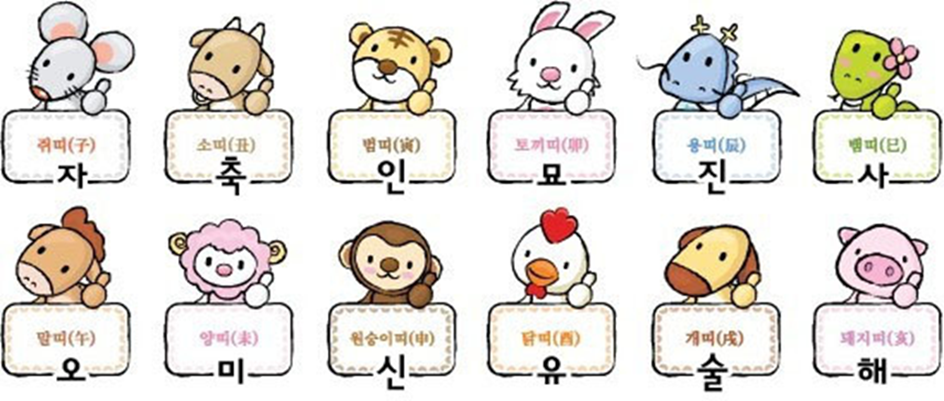 쥐띠(子) 소띠(丑) 범띠(寅) 토끼띠(卯) 용띠(辰) 뱀띠(巳)
자 축 인 묘 진 사
말띠(午) 양띠(未) 원숭이띠(申) 닭띠(酉) 개띠(戌) 돼지띠(亥)
오 미 신 유 술 해